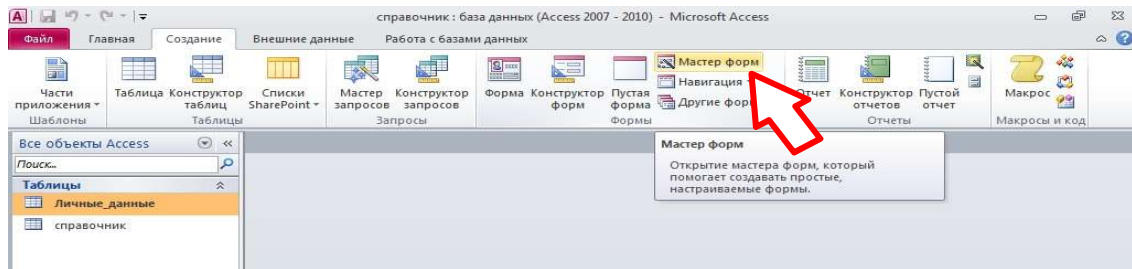 справочник : база данных (Access 2007 - 2010) - Microsoft Access
Файл Главная Создание Внешние данные Работа с базами данных
Части приложения
Таблица
Конструктор таблиц
Списки SharePoint
Мастер запросов
Конструктор запросов
Форма
Конструктор форм
Пустая форма
Мастер форм
Навигация
Другие
Отчет
Конструктор отчетов
Пустой отчет
Макрос
Шаблоны Таблицы Запросы Формы Отчеты Макросы и код
Все объекты Access
Поиск...
Таблицы
Личные_данные
справочник
Мастер форм
Открытие мастера форм, который
помогает создавать простые,
настраиваемые формы.